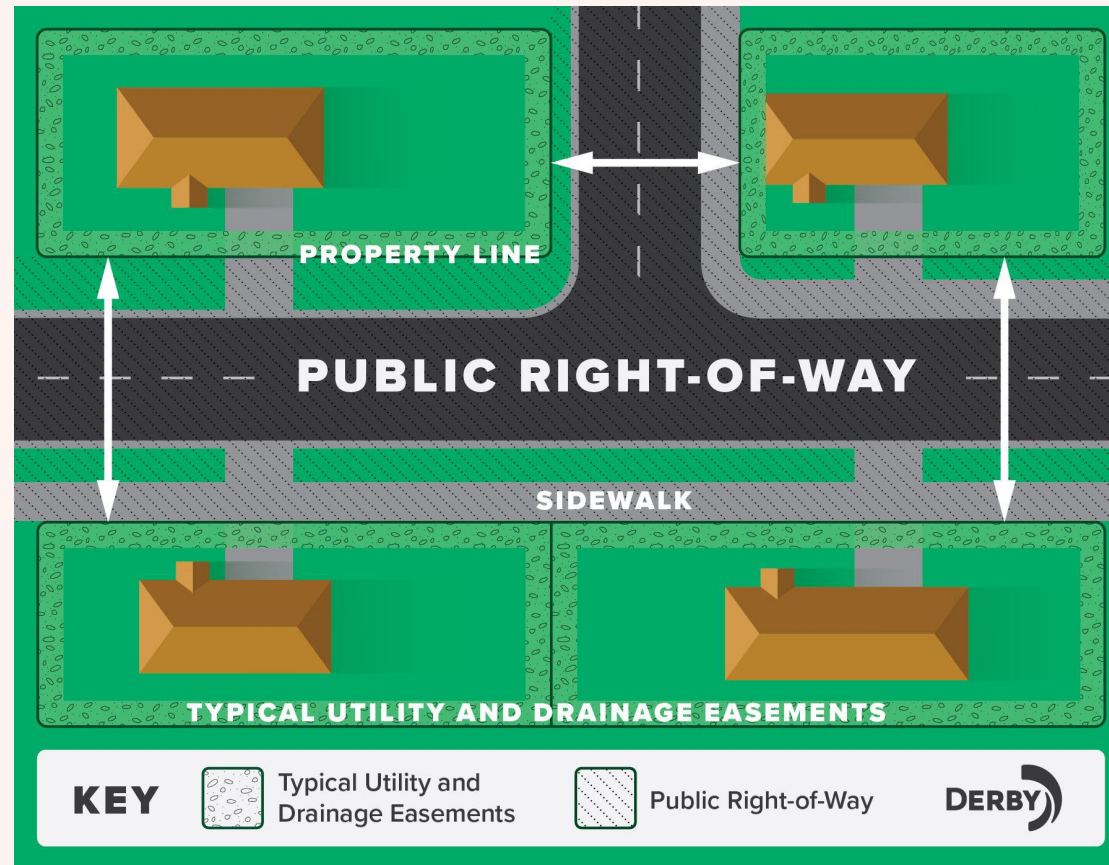 PROPERTY LINE
PUBLIC RIGHT-OF-WAY
SIDEWALK
TYPICAL UTILITY AND DRAINAGE EASEMENTS
KEY
Typical Utility and
Drainage Easements
Public Right-of-Way
DERBY